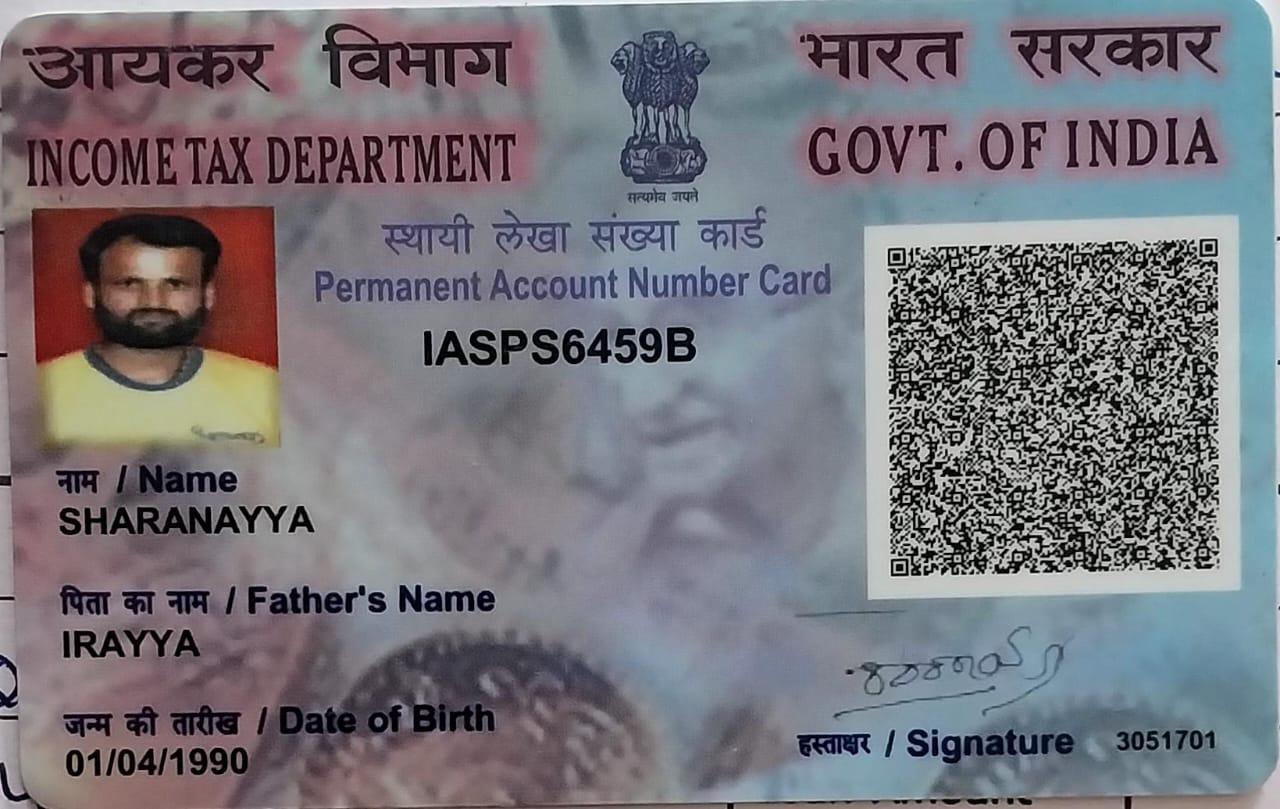 आयकर विभाग
INCOME TAX DEPARTMENT
सत्यमेव जयते
भारत सरकार
GOVT. OF INDIA
स्थायी लेखा संख्या कार्ड
Permanent Account Number Card
IASPS6459B
नाम / Name
SHARANAYYA
पिता का नाम / Father's Name
IRAYYA
जन्म की तारीख / Date of Birth
01/04/1990
हस्ताक्षर / Signature
3051701